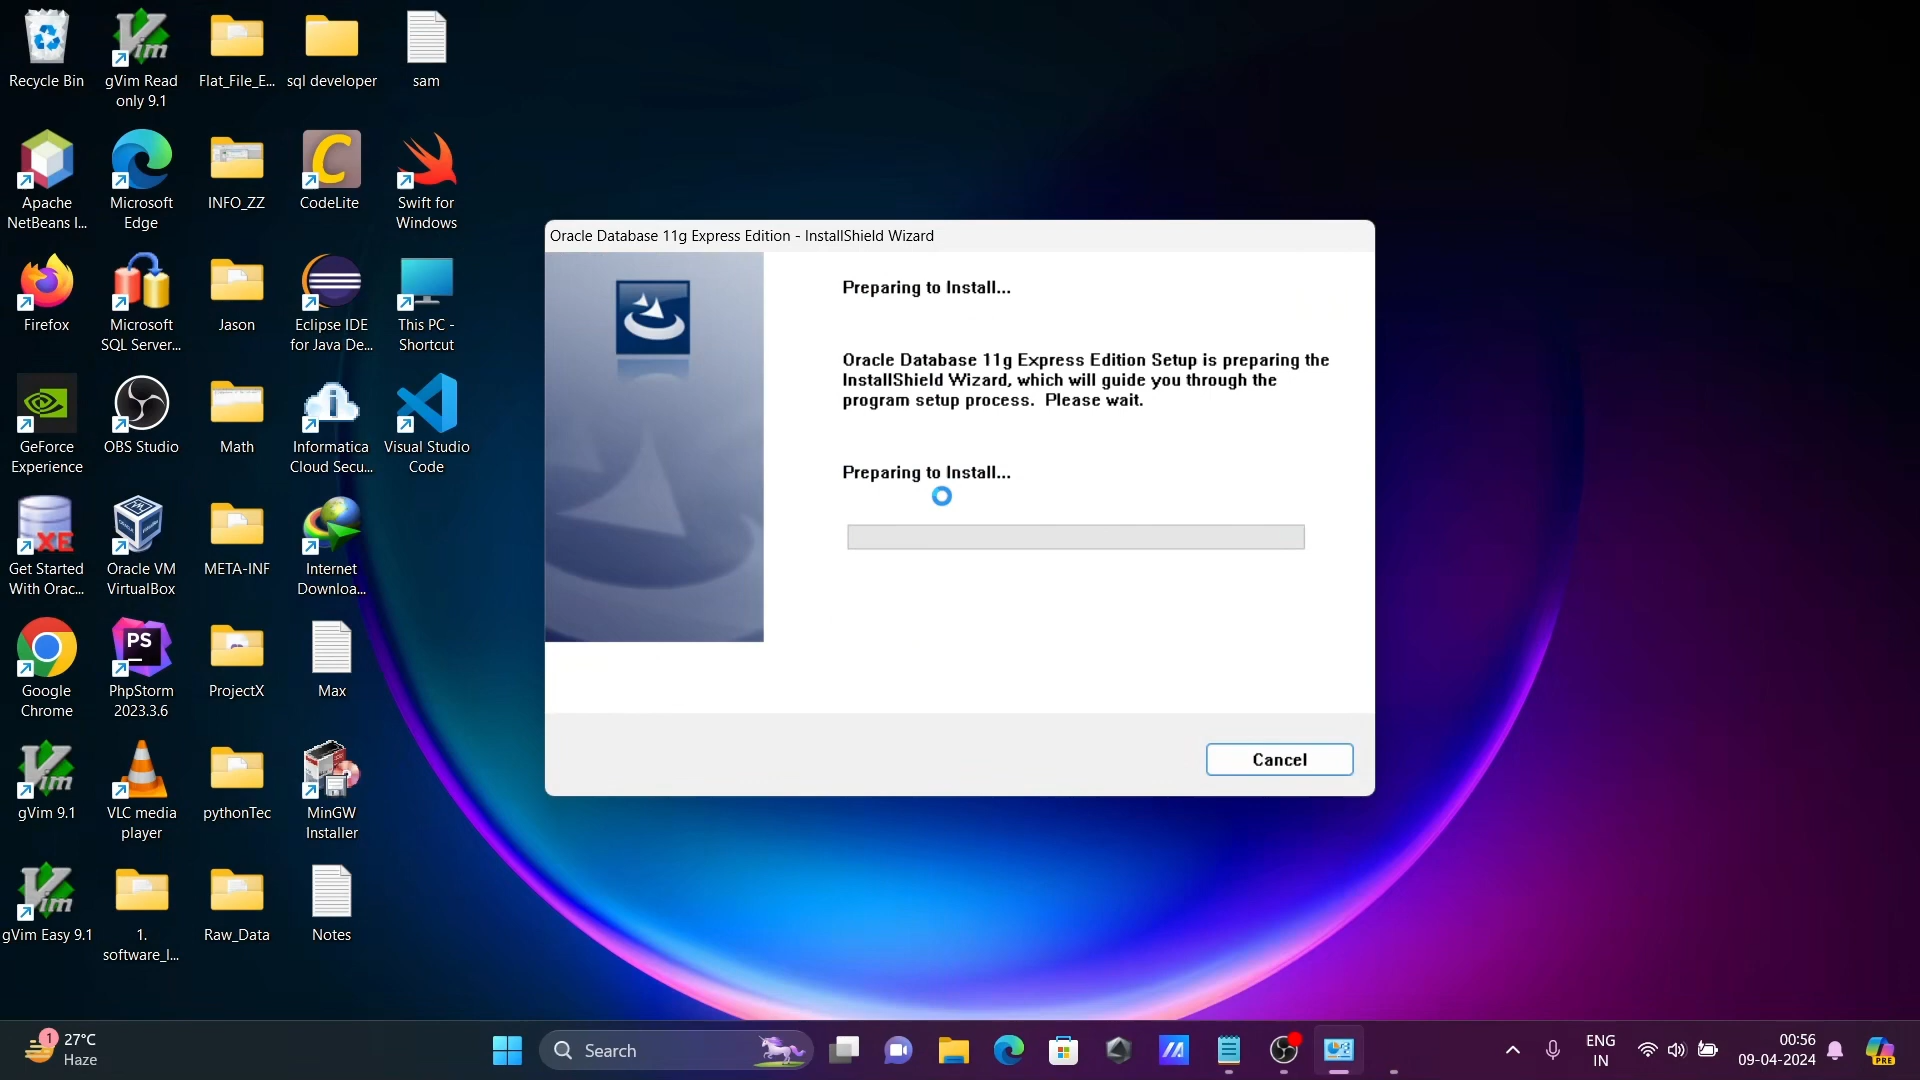 Recycle Bin
gVim Read
only 9.1
Flat_File_E...
sql developer
sam
Apache
NetBeans I...
Microsoft
Edge
INFO_ZZ
CodeLite
Swift for
Windows
Firefox
Microsoft
SQL Server...
Jason
Eclipse IDE
for Java De...
This PC -
Shortcut
GeForce
Experience
OBS Studio
Math
Informatica
Cloud Secu...
Visual Studio
Code
XE
Get Started
With Orac...
Oracle VM
VirtualBox
META-INF
Internet
Downloa...
Google
Chrome
PS
PhpStorm
2023.3.6
ProjectX
Max
gVim 9.1
VLC media
player
pythonTec
MinGW
Installer
gVim Easy 9.1
1.
software_I...
Raw_Data
Notes
Oracle Database 11g Express Edition - InstallShield Wizard
Preparing to Install...
Oracle Database 11g Express Edition Setup is preparing the
InstallShield Wizard, which will guide you through the
program setup process.  Please wait.
Preparing to Install...
Cancel
1
27°C
Haze
Search
ENG
IN
00:56
09-04-2024
PRE